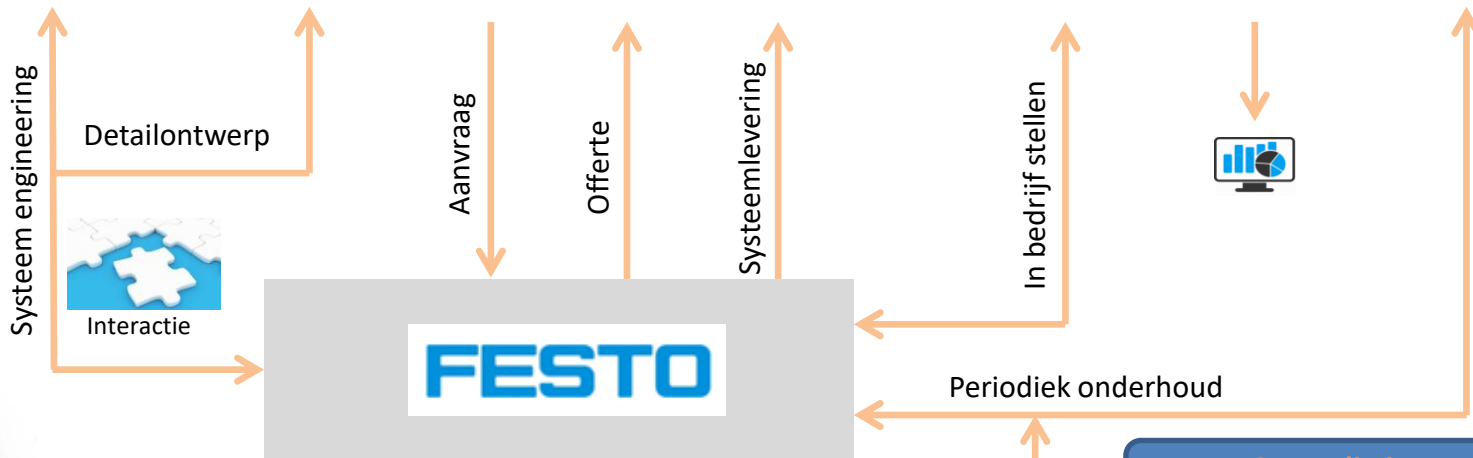 Systeem engineering
Detailontwerp
Interactie
Aanvraag
Offerte
Systeemlevering
In bedrijf stellen
FESTO
Periodiek onderhoud